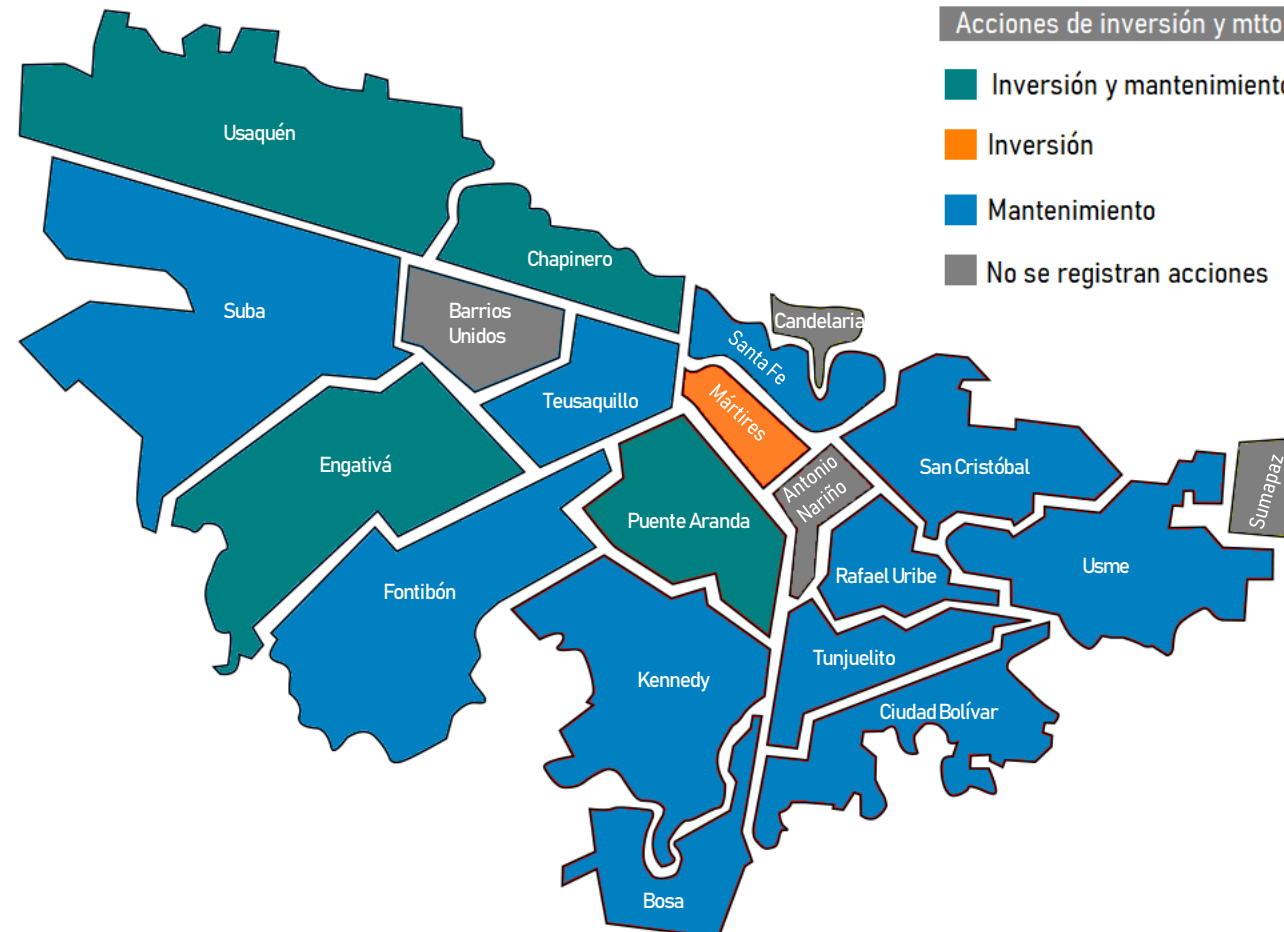 Acciones de inversión y mtto
Inversión y mantenimiento
Inversión
Mantenimiento
No se registran acciones
Usaquén
Chapinero
Suba
Barrios
Unidos
Candelaria
Santa Fe
Teusaquillo
Mártires
Engativá
San Cristóbal
Antonio
Nariño
Sumapaz
Puente Aranda
Usme
Rafael Uribe
Fontibón
Tunjuelito
Kennedy
Ciudad Bolívar
Bosa